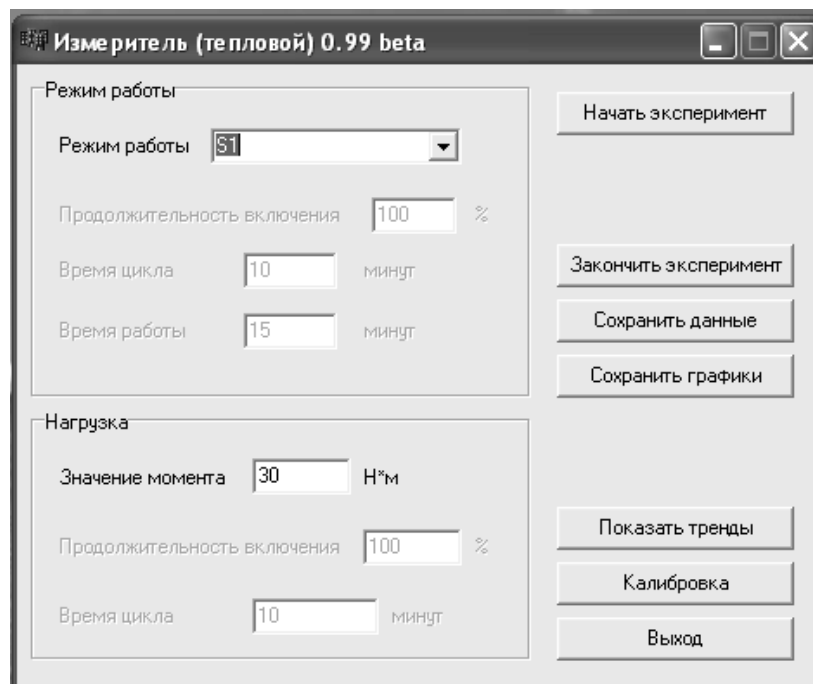 Измеритель (тепловой) 0.99 beta
Режим работы
Режим работы S1
Продолжительность включения 100 %
Время цикла 10 минут
Время работы 15 минут
Нагрузка
Значение момента 30 Н*м
Продолжительность включения 100 %
Время цикла 10 минут
Начать эксперимент
Закончить эксперимент
Сохранить данные
Сохранить графики
Показать тренды
Калибровка
Выход